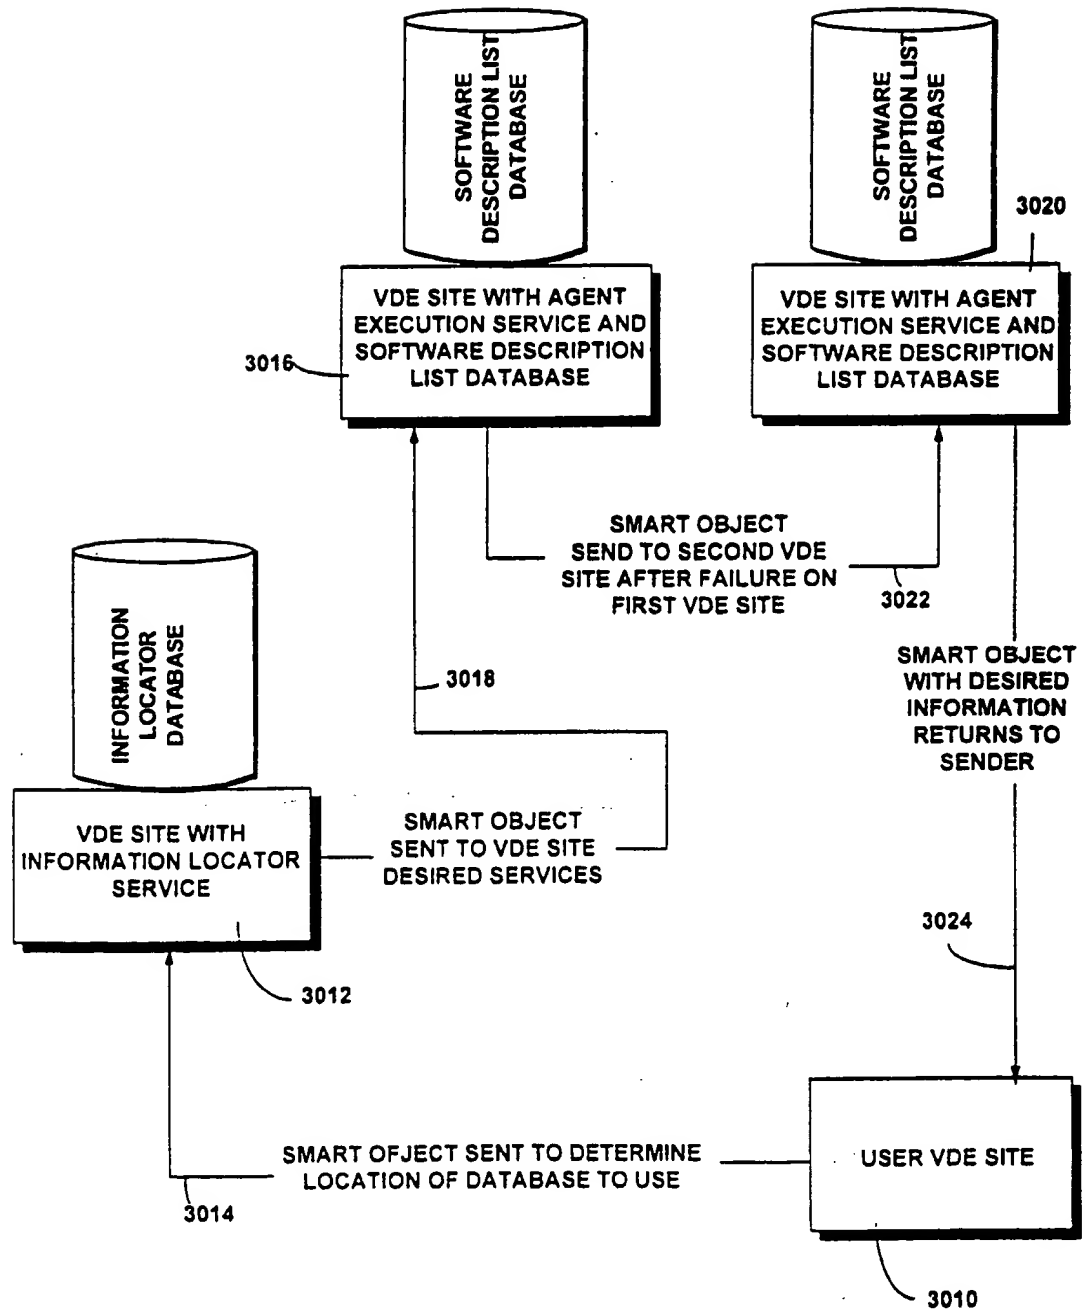 SOFTWARE
DESCRIPTION LIST
DATABASE
SOFTWARE
DESCRIPTION LIST
DATABASE
3020
VDE SITE WITH AGENT
EXECUTION SERVICE AND
SOFTWARE DESCRIPTION
LIST DATABASE
VDE SITE WITH AGENT
EXECUTION SERVICE AND
SOFTWARE DESCRIPTION
LIST DATABASE
3016
SMART OBJECT
SEND TO SECOND VDE
SITE AFTER FAILURE ON
FIRST VDE SITE
3022
INFORMATION
LOCATOR
DATABASE
3018
SMART OBJECT
WITH DESIRED
INFORMATION
RETURNS TO
SENDER
VDE SITE WITH
INFORMATION LOCATOR
SERVICE
SMART OBJECT
SENT TO VDE SITE
DESIRED SERVICES
3024
3012
SMART OFJECT SENT TO DETERMINE
LOCATION OF DATABASE TO USE
USER VDE SITE
3014
3010